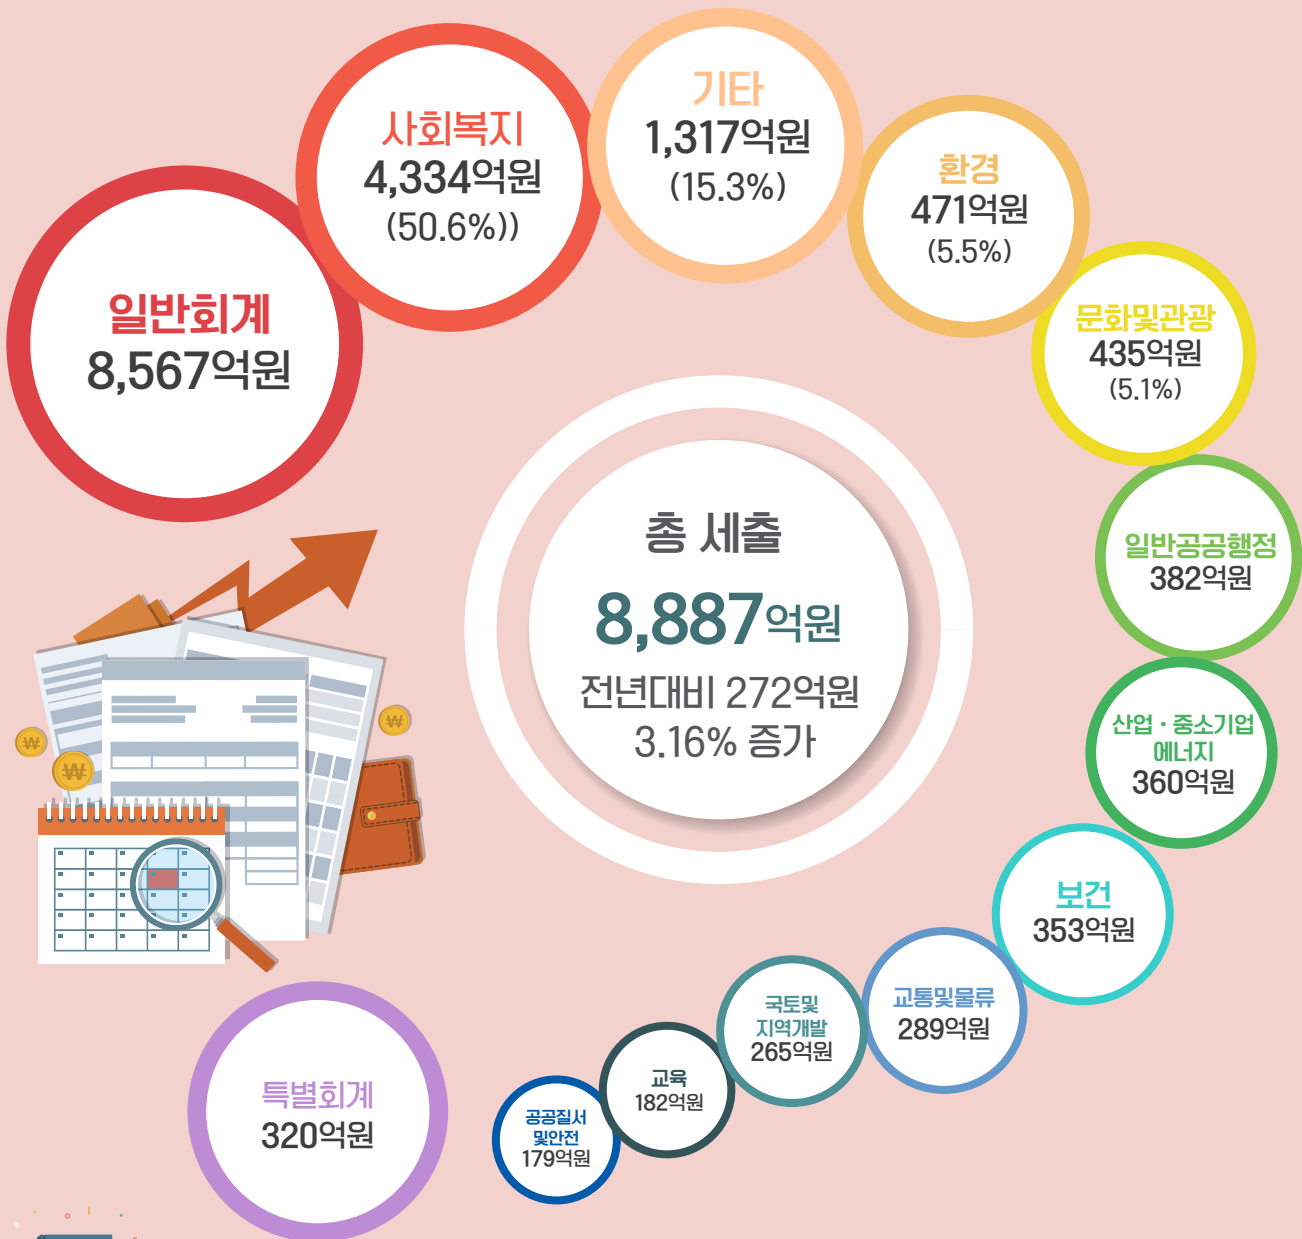 일반회계
8,567억원
사회복지
4,334억원
(50.6%))
기타
1,317억원
(15.3%)
환경
471억원
(5.5%)
문화및관광
435억원
(5.1%)
일반공공행정
382억원
산업·중소기업
에너지
360억원
보건
353억원
교통및물류
289억원
국토및
지역개발
265억원
교육
182억원
공공질서
및안전
179억원
특별회계
320억원
총 세출
8,887억원
전년대비 272억원
3.16% 증가
₩
₩
₩